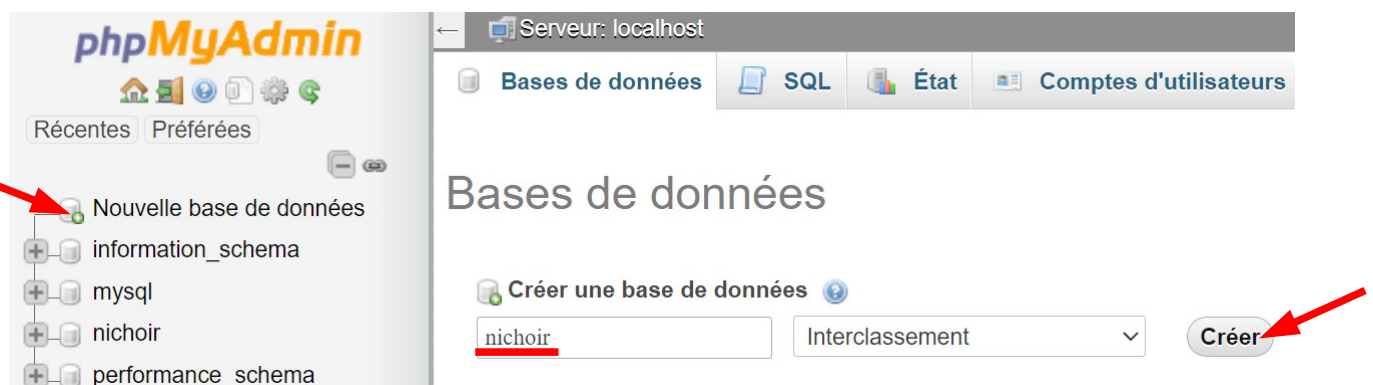 phpMyAdmin
Récentes Préférées
Nouvelle base de données
information_schema
mysql
nichoir
performance_schema
← Serveur: localhost
Bases de données SQL État Comptes d'utilisateurs
Bases de données
Créer une base de données
nichoir Interclassement Créer